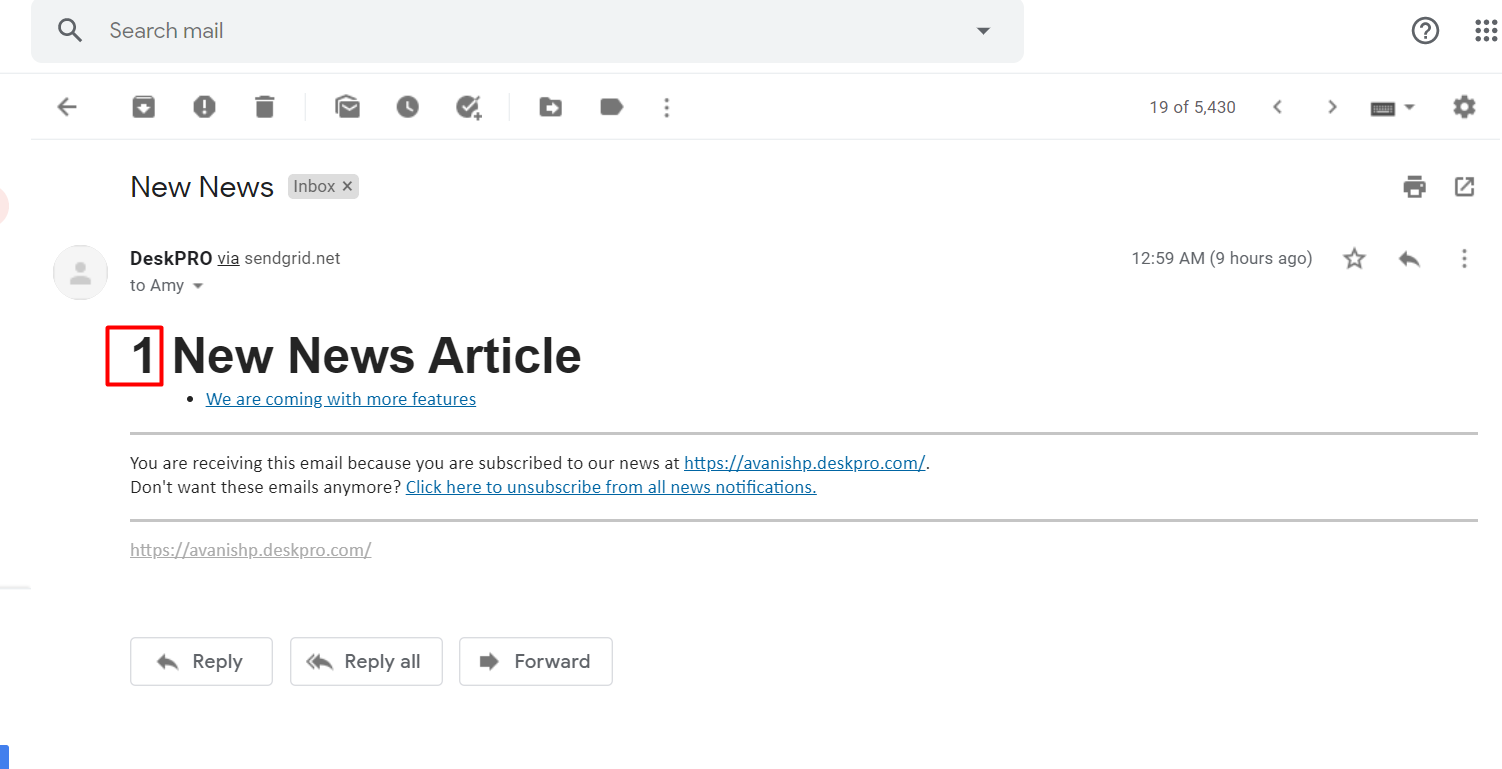 Search mail
19 of 5,430
New News Inbox ×
DeskPRO via sendgrid.net 12:59 AM (9 hours ago)
to Amy
1 New News Article
• We are coming with more features
You are receiving this email because you are subscribed to our news at https://avanishp.deskpro.com/.
Don't want these emails anymore? Click here to unsubscribe from all news notifications.
https://avanishp.deskpro.com/
Reply Reply all Forward